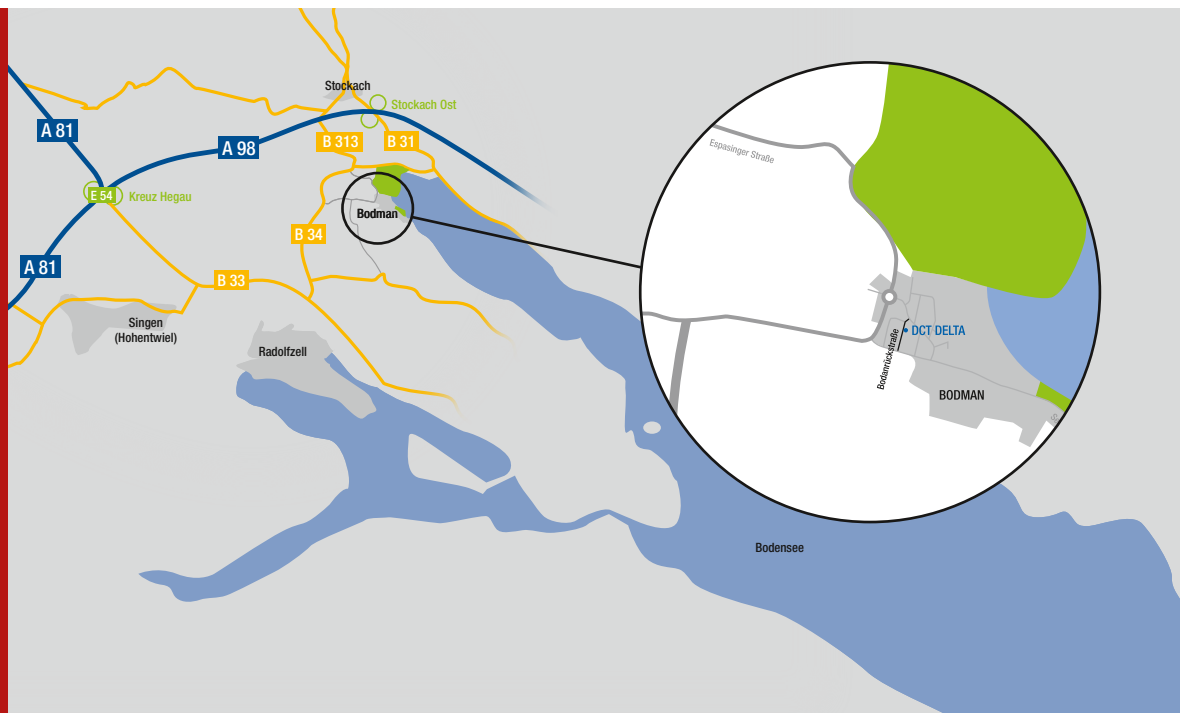 Stockach
Stockach Ost
A 81
B 313
B 31
A 98
Espasinger Straße
E 54
Kreuz Hegau
Bodman
B 34
A 81
B 33
Singen
(Hohentwiel)
DCT DELTA
Bodanrückstraße
Radolfzell
BODMAN
Bodensee